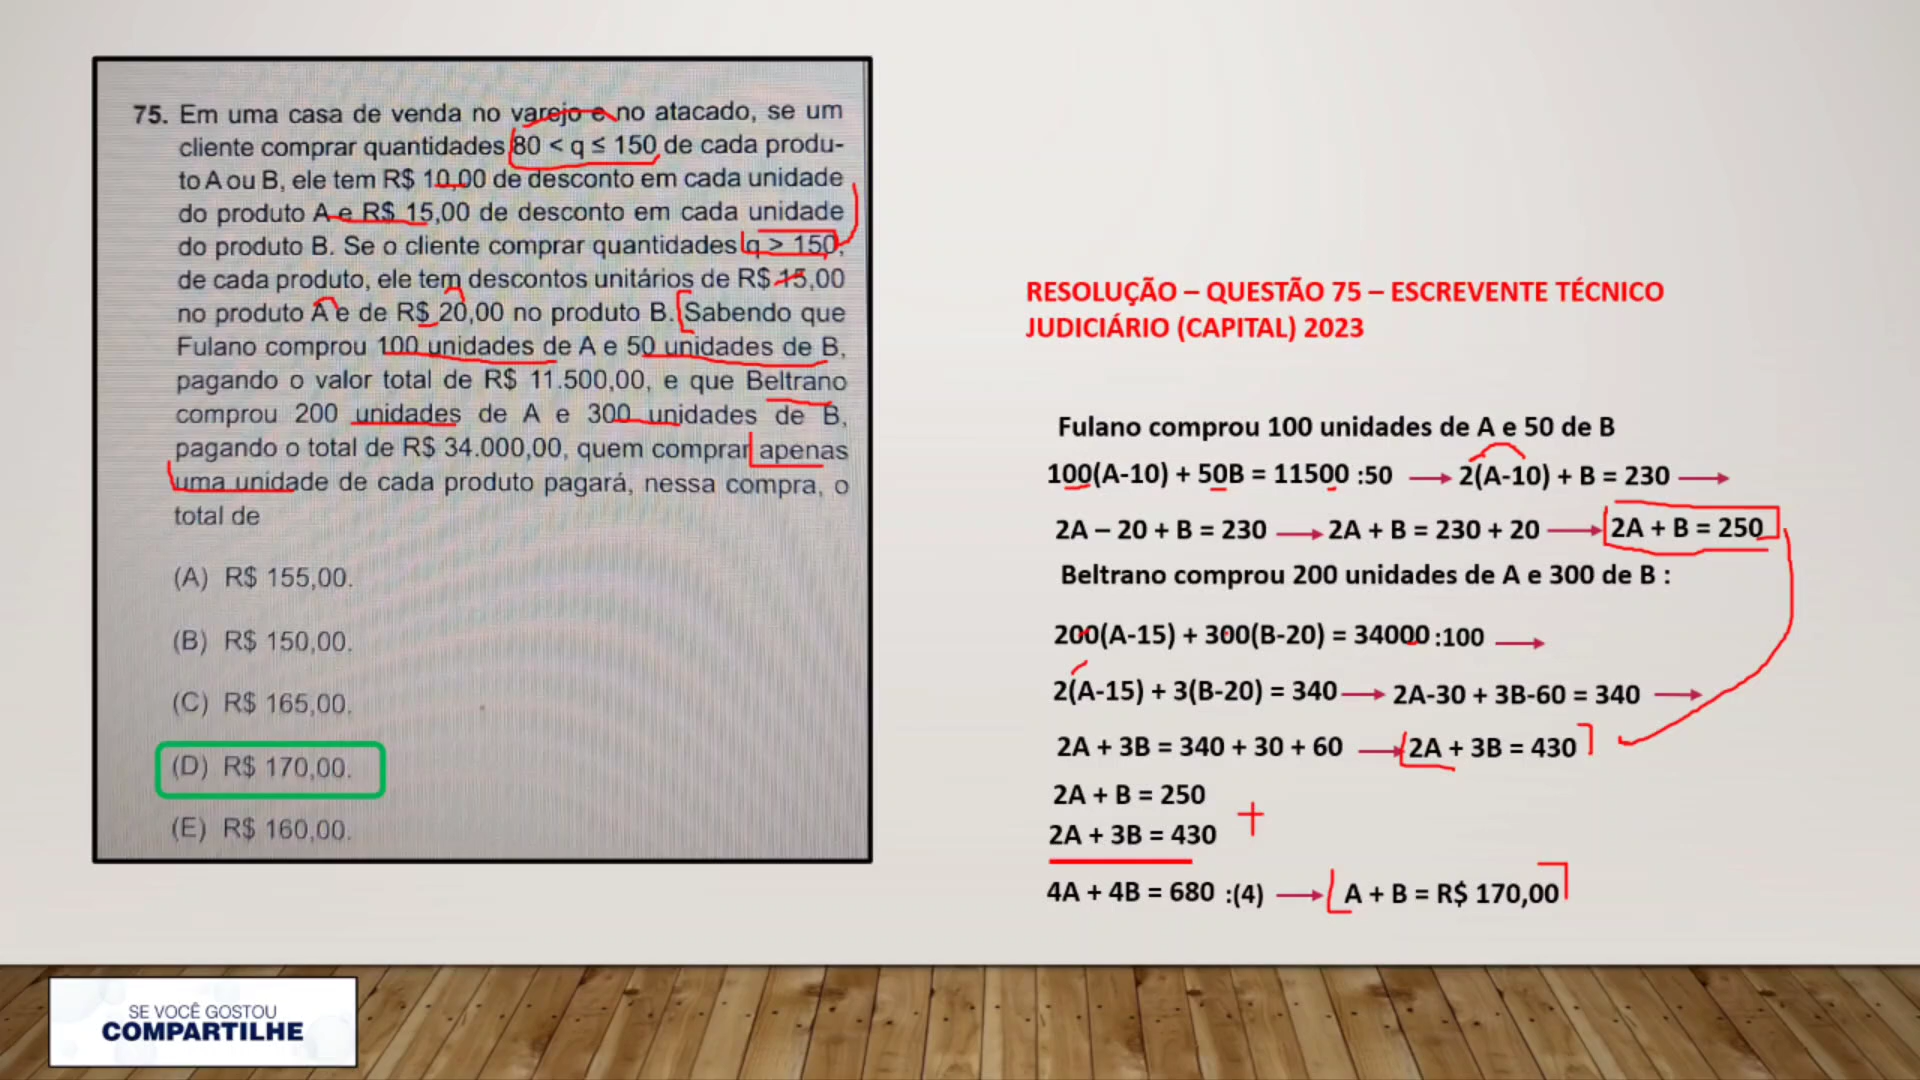 75. Em uma casa de venda no varejo e no atacado, se um
cliente comprar quantidades 80 < q ≤ 150 de cada produ-
to A ou B, ele tem R$ 10,00 de desconto em cada unidade
do produto A e R$ 15,00 de desconto em cada unidade
do produto B. Se o cliente comprar quantidades q > 150,
de cada produto, ele tem descontos unitários de R$ 15,00
no produto A e de R$ 20,00 no produto B. Sabendo que
Fulano comprou 100 unidades de A e 50 unidades de B,
pagando o valor total de R$ 11.500,00, e que Beltrano
comprou 200 unidades de A e 300 unidades de B,
pagando o total de R$ 34.000,00, quem comprar apenas
uma unidade de cada produto pagará, nessa compra, o
total de
(A) R$ 155,00.
(B) R$ 150,00.
(C) R$ 165,00.
(D) R$ 170,00.
(E) R$ 160,00.
RESOLUÇÃO – QUESTÃO 75 – ESCREVENTE TÉCNICO
JUDICIÁRIO (CAPITAL) 2023
Fulano comprou 100 unidades de A e 50 de B
100(A-10) + 50B = 11500 :50 → 2(A-10) + B = 230 →
2A – 20 + B = 230 → 2A + B = 230 + 20 → 2A + B = 250
Beltrano comprou 200 unidades de A e 300 de B :
200(A-15) + 300(B-20) = 34000 :100 →
2(A-15) + 3(B-20) = 340 → 2A-30 + 3B-60 = 340 →
2A + 3B = 340 + 30 + 60 → 2A + 3B = 430
2A + B = 250
+
2A + 3B = 430
4A + 4B = 680 :(4) → A + B = R$ 170,00
SE VOCÊ GOSTOU
COMPARTILHE